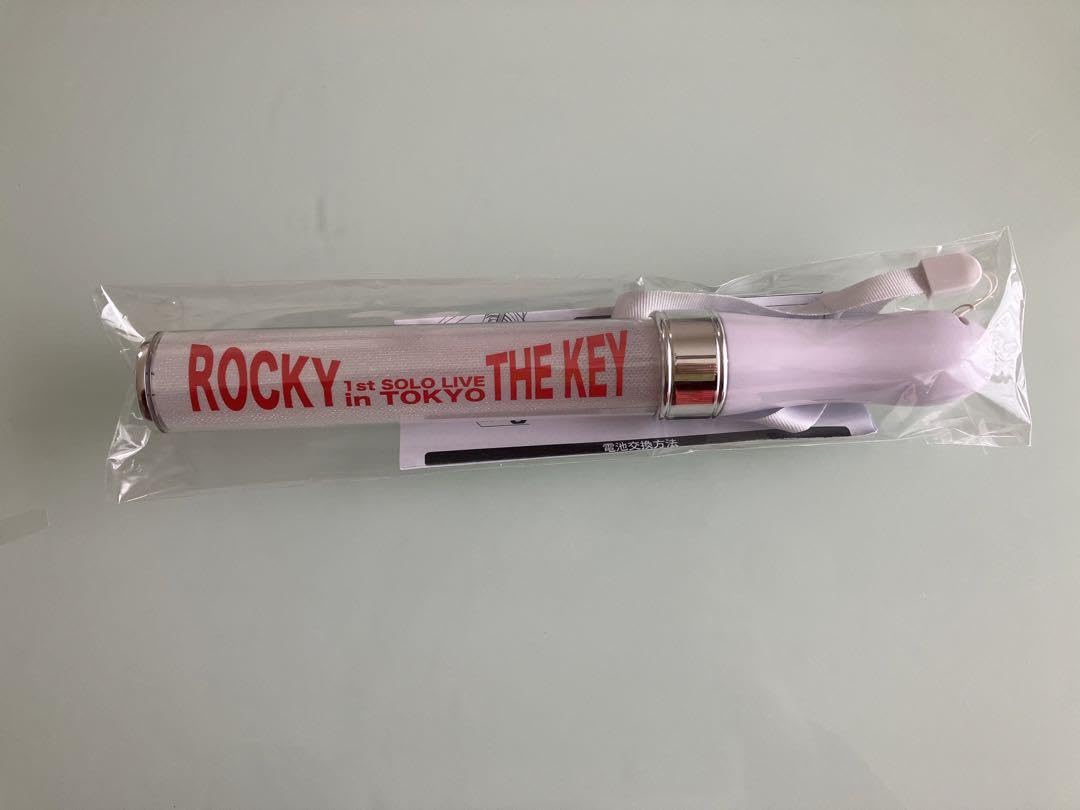 ROCKY 1st SOLO LIVE in TOKYO THE KEY
電池交換方法